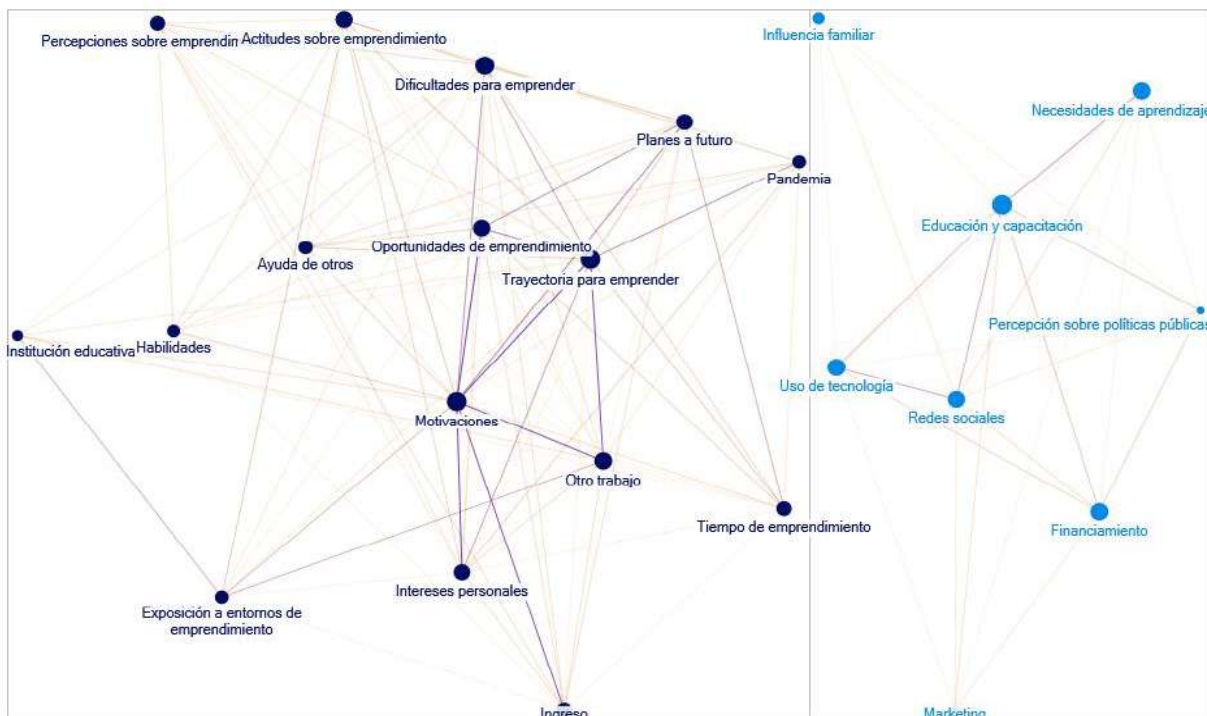 Percepciones sobre emprendin
Actitudes sobre emprendimiento
Influencia familiar
Dificultades para emprender
Necesidades de aprendizaje
Planes a futuro
Pandemia
Educación y capacitación
Oportunidades de emprendimiento
Ayuda de otros
Trayectoria para emprender
Percepción sobre políticas públicas
Institución educativa
Habilidades
Uso de tecnología
Redes sociales
Motivaciones
Otro trabajo
Tiempo de emprendimiento
Financiamiento
Intereses personales
Exposición a entornos de
emprendimiento
Ingreso
Marketing